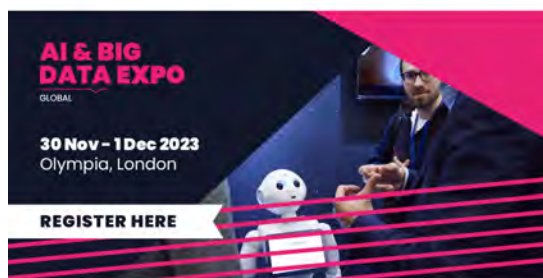 AI & BIG
DATA EXPO
GLOBAL
30 Nov - 1 Dec 2023
Olympia, London
REGISTER HERE